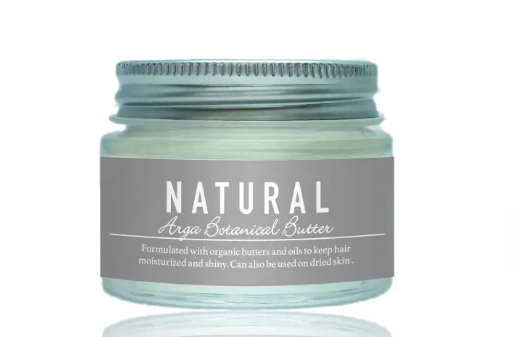 NATURAL
Arga Botanical Butter
Formulated with organic butters and oils to keep hair
moisturized and shiny. Can also be used on dried skin.